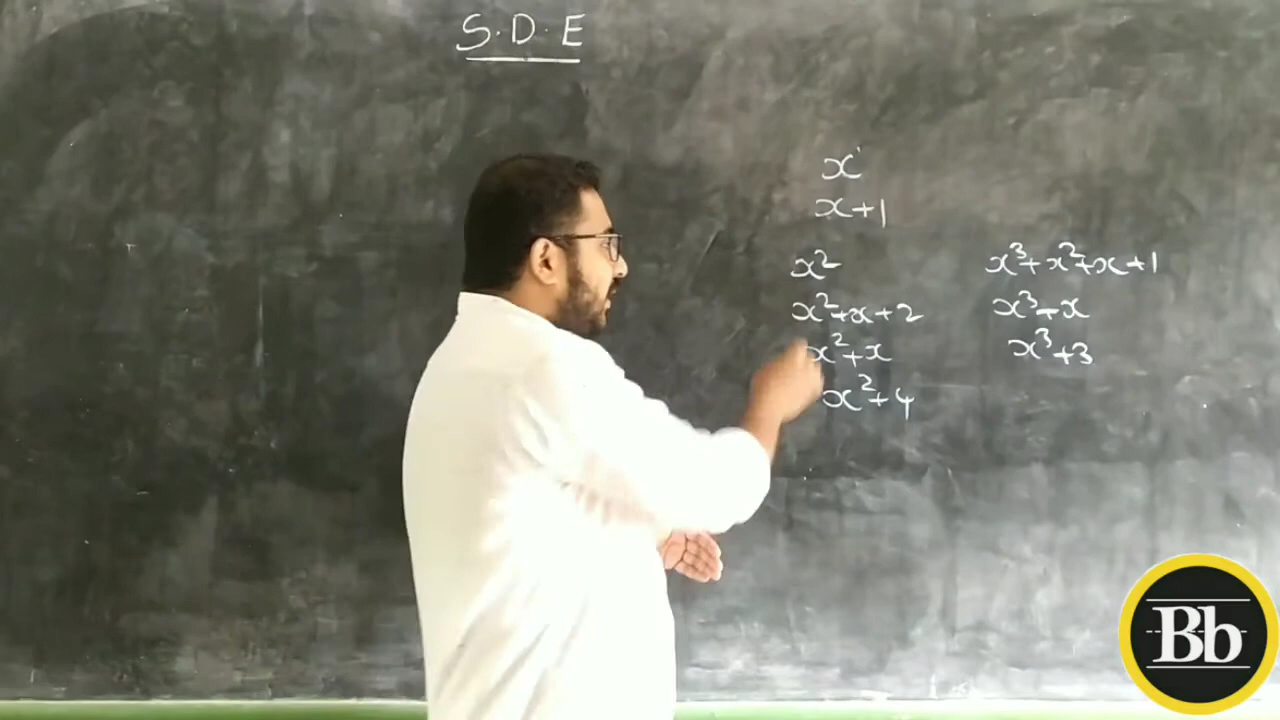 S.D.E
x
x+1
x²
x²+x+2
x²+x
x²+4
x³+x²+x+1
x³+x
x³+3
Bb